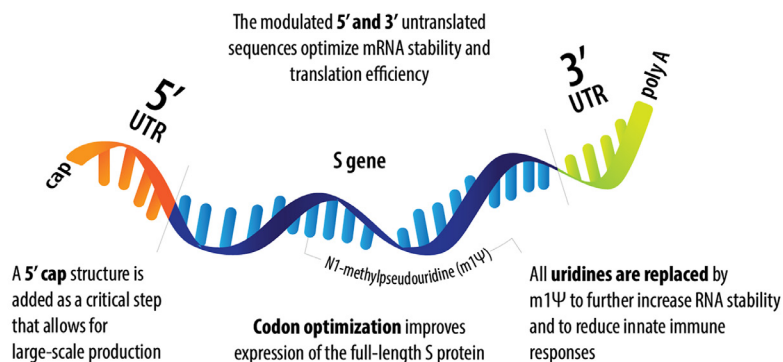 The modulated 5’ and 3’ untranslated
sequences optimize mRNA stability and
translation efficiency
5’
UTR
3’
UTR
poly A
cap
S gene
N1-methylpseudouridine (m1Ψ)
A 5’ cap structure is
added as a critical step
that allows for
large-scale production
Codon optimization improves
expression of the full-length S protein
All uridines are replaced by
m1Ψ to further increase RNA stability
and to reduce innate immune
responses